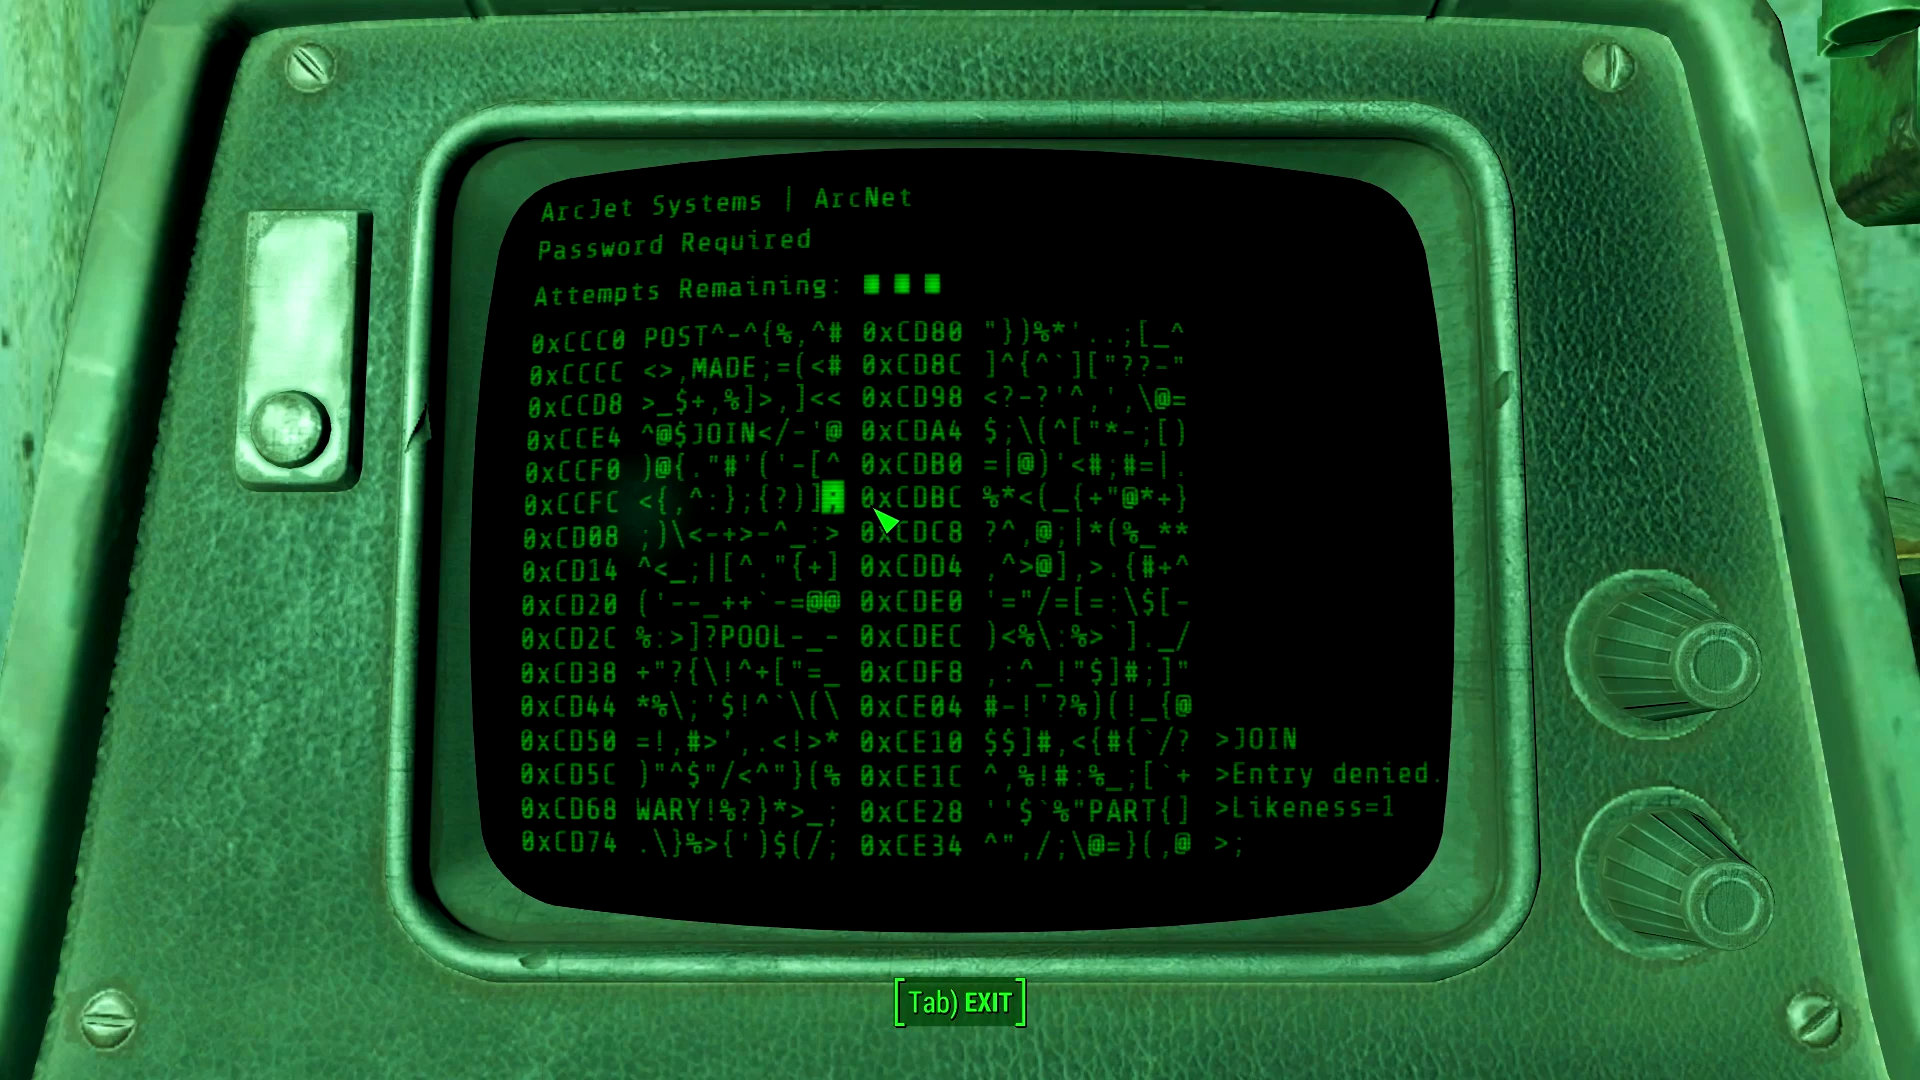 ArcJet Systems | ArcNet
Password Required
Attempts Remaining:
0xCCC0 POST^-^{%,^# 0xCD80 "})%*'..;[_^
0xCCCC <>,MADE;=(<# 0xCD8C ]^{^`]["??-"
0xCCD8 >_$+,%]>,]<< 0xCD98 <?-?'^,',\@=
0xCCE4 ^@$JOIN</-'@ 0xCDA4 $;\(^["*-;[)
0xCCF0 )@{."#'('-[^ 0xCDB0 =|@)'<#;#=|.
0xCCFC <{,^:};{?)] 0xCDBC %*<(_{+"@*+}
0xCD08 ;)\<-+>-^_:> 0xCDC8 ?^,@;|*(%_**
0xCD14 ^<_;|[^."{+] 0xCDD4 ,^>@],>.{#+^
0xCD20 ('--_++`-=@@ 0xCDE0 '="/=[=:\$[-
0xCD2C %:>]?POOL-_- 0xCDEC )<%\:%>`]._/
0xCD38 +"?{\!^+["=_ 0xCDF8 ,:^_!"$]#;]"
0xCD44 *%\;'$!^`\(\ 0xCE04 #-!'?%)(!_{@
0xCD50 =!,#>',.<!>* 0xCE10 $$]#,<{#{`/? >JOIN
0xCD5C )"^$"/<^"}(% 0xCE1C ^,%!#:%_;[`+ >Entry denied.
0xCD68 WARY!%?}*>_; 0xCE28 ''$`%"PART{] >Likeness=1
0xCD74 .\}%>{')$(/; 0xCE34 ^",/;\@=}(,@ >;
[Tab) EXIT]